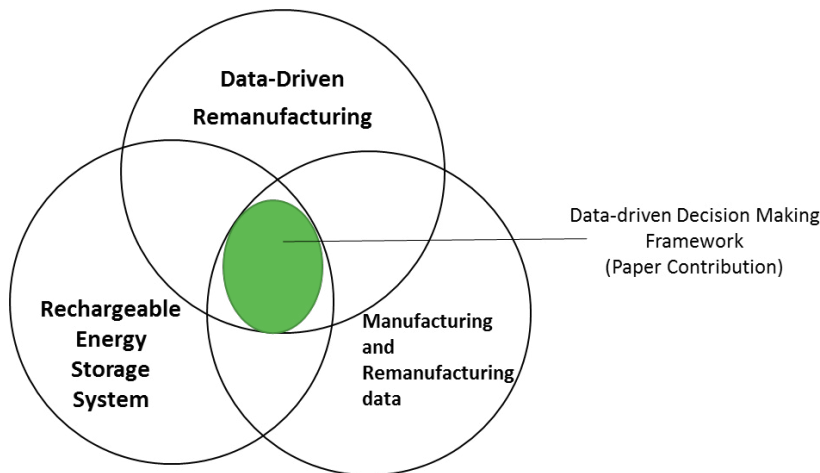 Data-Driven
Remanufacturing
Data-driven Decision Making
Framework
(Paper Contribution)
Rechargeable
Energy
Storage
System
Manufacturing
and
Remanufacturing
data